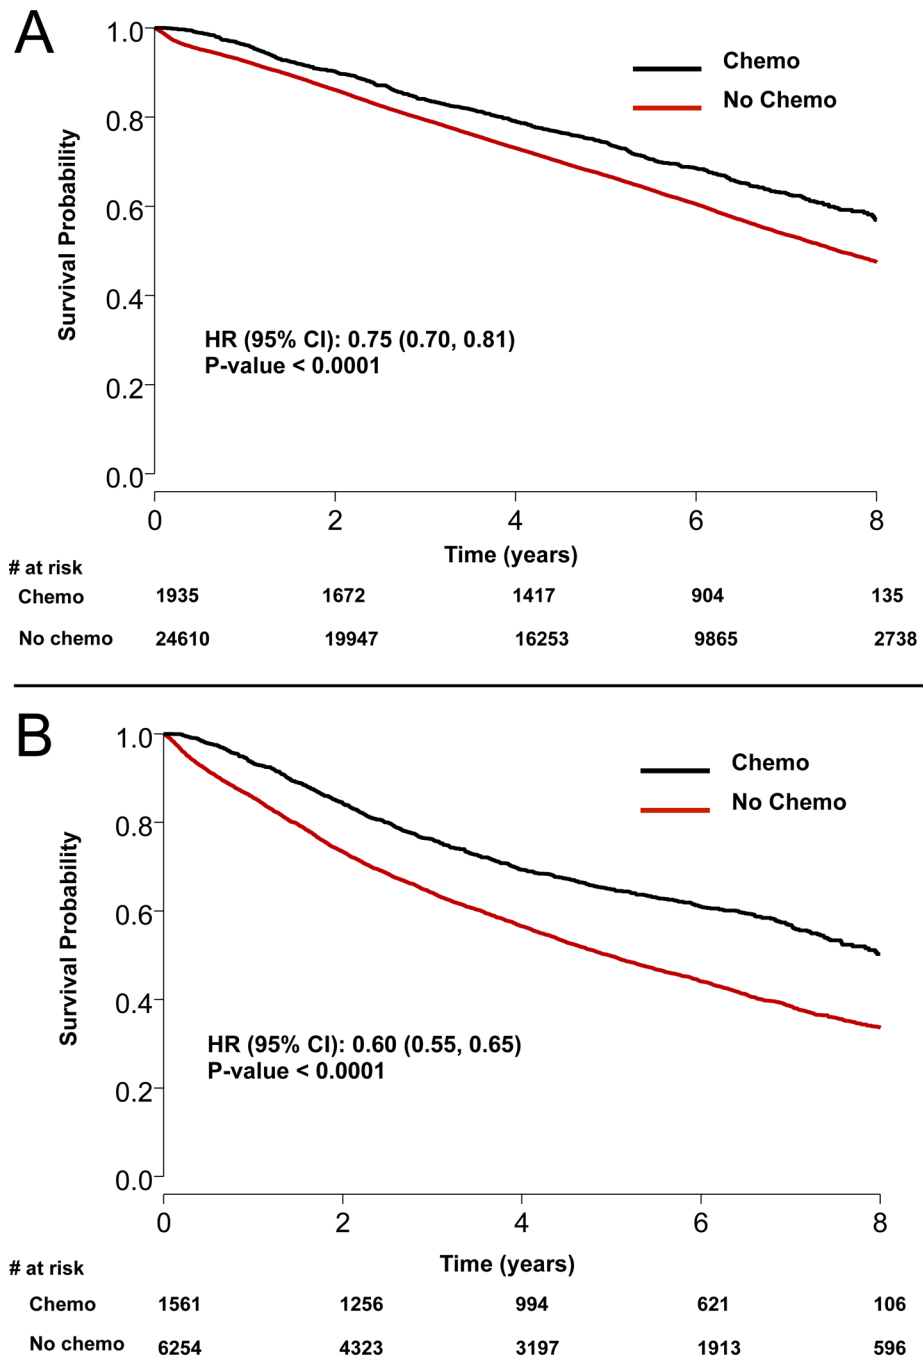 A
1.0
0.8
0.6
0.4
0.2
0.0
Survival Probability
Chemo
No Chemo
HR (95% CI): 0.75 (0.70, 0.81)
P-value < 0.0001
0 2 4 6 8
Time (years)
# at risk
Chemo 1935 1672 1417 904 135
No chemo 24610 19947 16253 9865 2738
B
1.0
0.8
0.6
0.4
0.2
0.0
Survival Probability
Chemo
No Chemo
HR (95% CI): 0.60 (0.55, 0.65)
P-value < 0.0001
0 2 4 6 8
Time (years)
# at risk
Chemo 1561 1256 994 621 106
No chemo 6254 4323 3197 1913 596